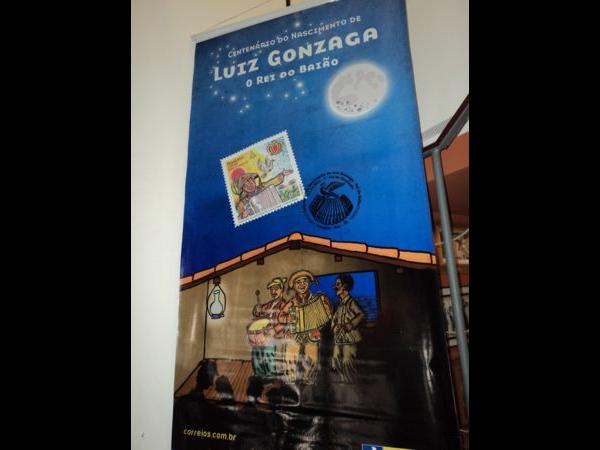 Centenário do Nascimento de
Luiz Gonzaga
O Rei do Baião
correios.com.br